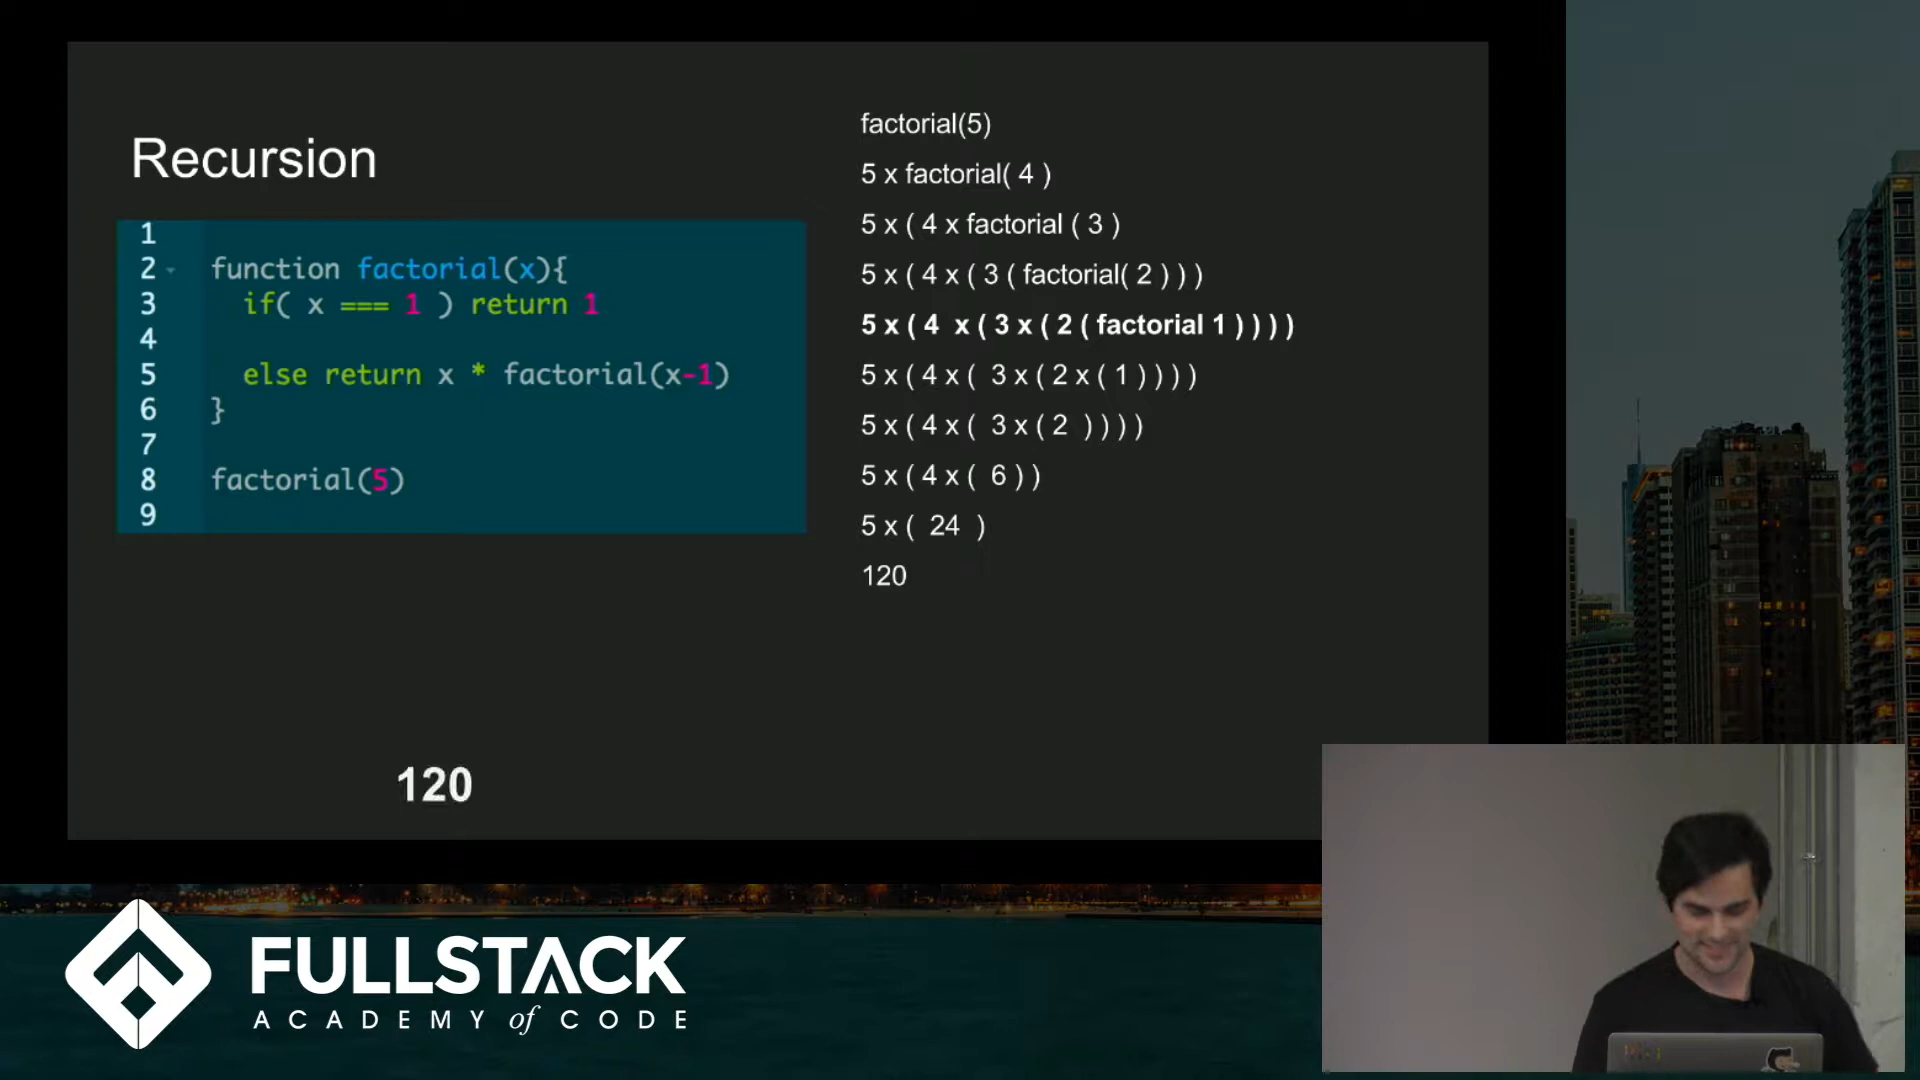 Recursion
1
2 function factorial(x){
3 if( x === 1 ) return 1
4
5 else return x * factorial(x-1)
6 }
7
8 factorial(5)
9
120
factorial(5)
5 x factorial( 4 )
5 x ( 4 x factorial ( 3 )
5 x ( 4 x ( 3 ( factorial( 2 ) ) )
5 x ( 4 x ( 3 x ( 2 ( factorial 1 ) ) ) )
5 x ( 4 x ( 3 x ( 2 x ( 1 ) ) ) )
5 x ( 4 x ( 3 x ( 2 ) ) ) )
5 x ( 4 x ( 6 ) )
5 x ( 24 )
120
FULLSTACK
ACADEMY of CODE